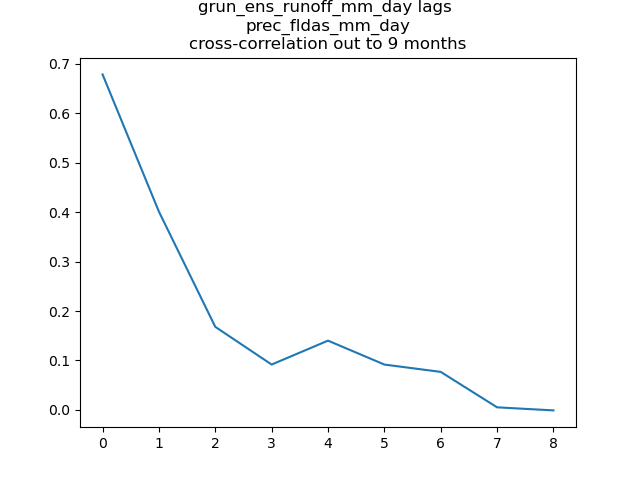 grun_ens_runoff_mm_day lags
prec_fldas_mm_day
cross-correlation out to 9 months
0.7
0.6
0.5
0.4
0.3
0.2
0.1
0.0
0 1 2 3 4 5 6 7 8